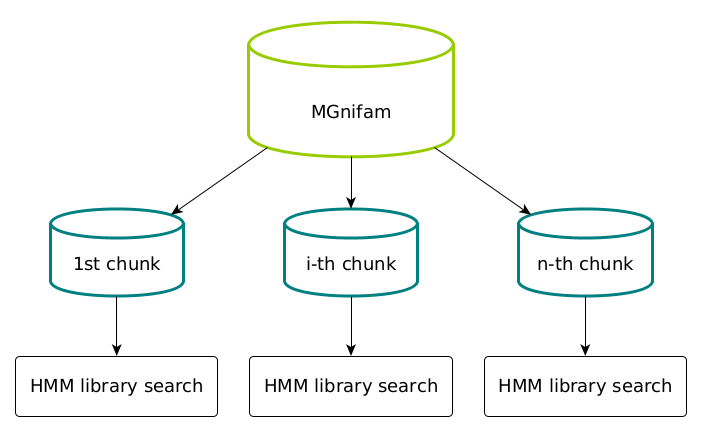 MGnifam
1st chunk
i-th chunk
n-th chunk
HMM library search
HMM library search
HMM library search